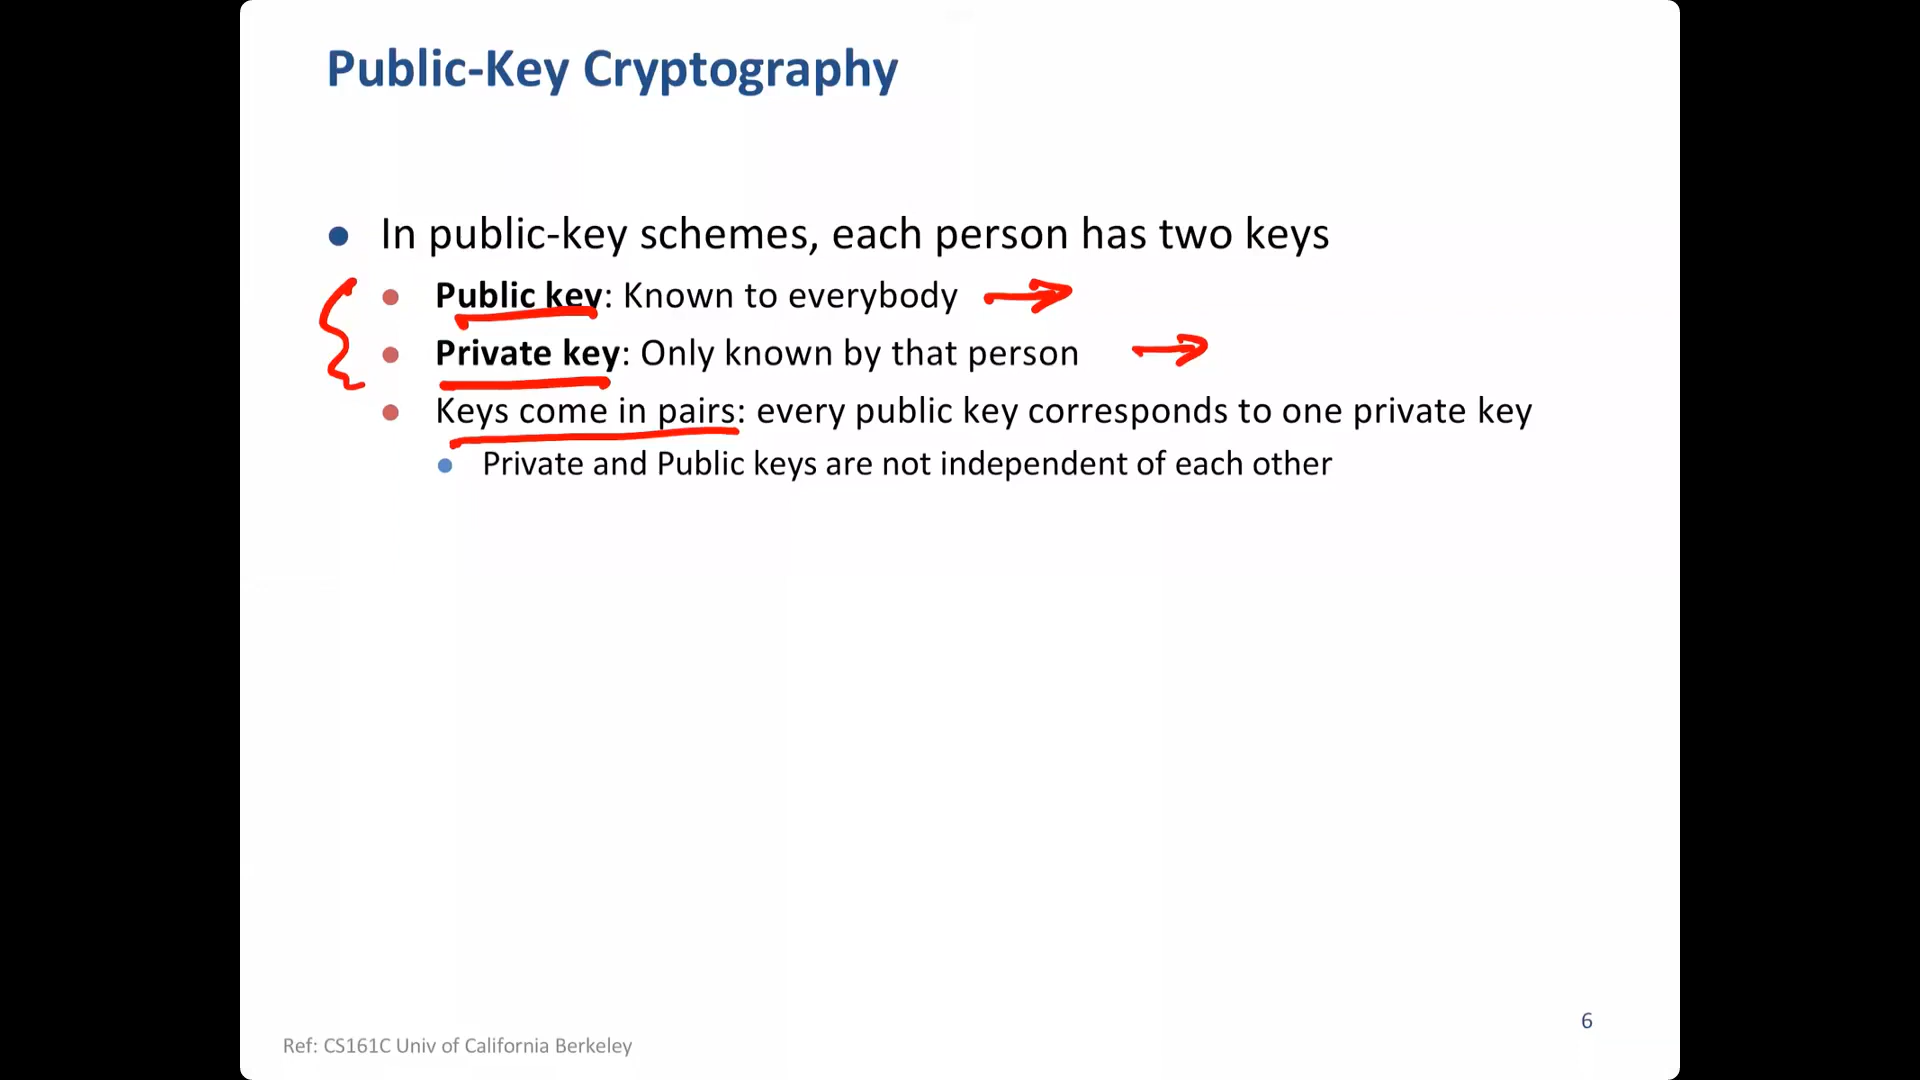 Public-Key Cryptography
In public-key schemes, each person has two keys
Public key: Known to everybody
Private key: Only known by that person
Keys come in pairs: every public key corresponds to one private key
Private and Public keys are not independent of each other
6
Ref: CS161C Univ of California Berkeley